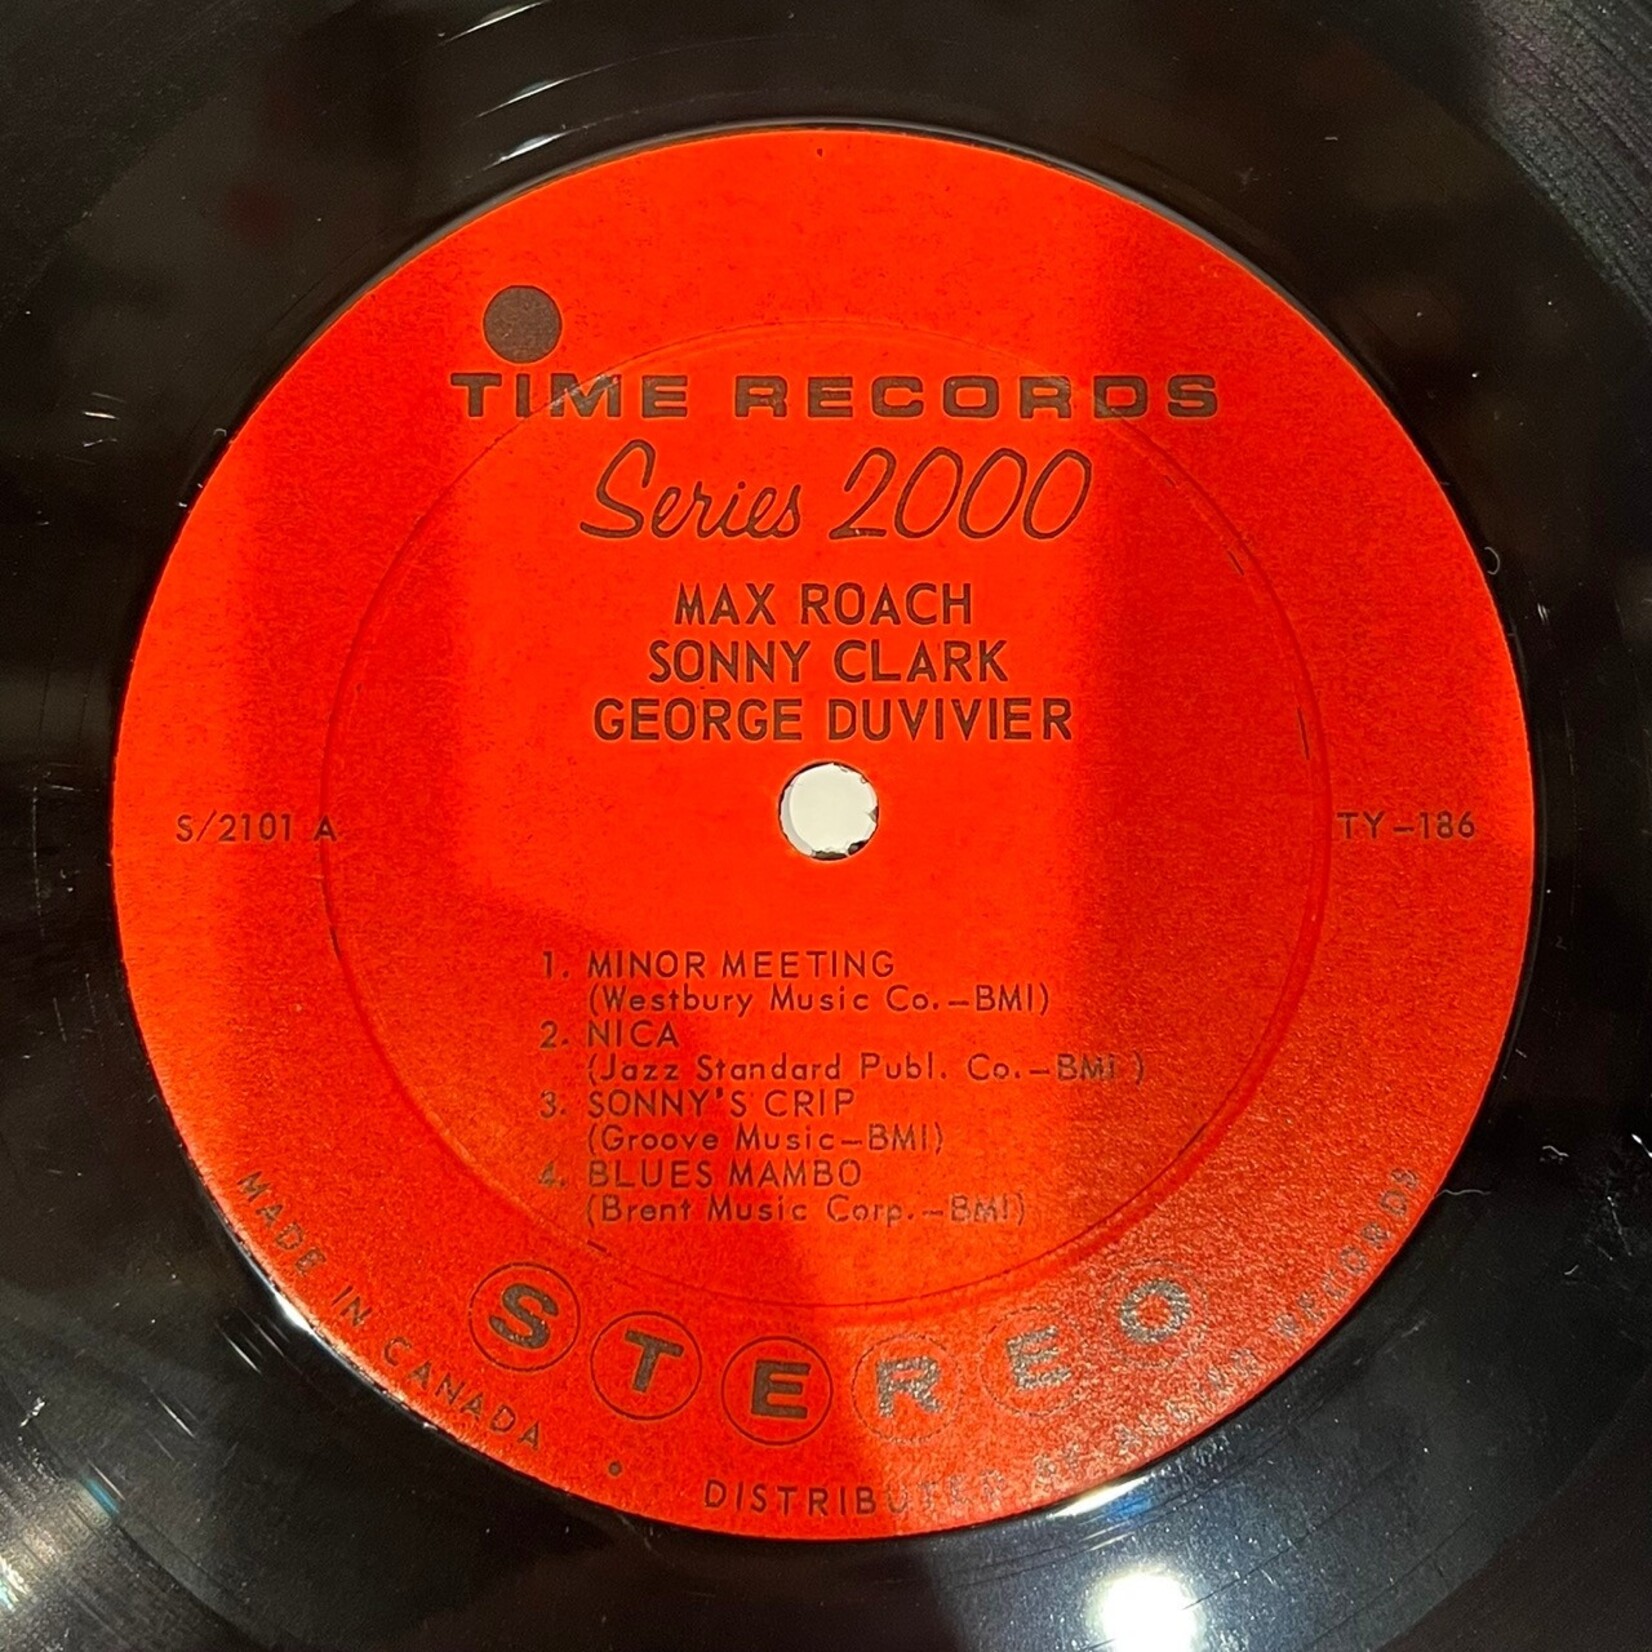 TIME RECORDS
Series 2000
MAX ROACH
SONNY CLARK
GEORGE DUVIVIER
S/2101 A
TY-186
1. MINOR MEETING
(Westbury Music Co.-BMI)
2. NICA
(Jazz Standard Publ. Co.-BMI )
3. SONNY'S CRIP
(Groove Music-BMI)
4. BLUES MAMBO
(Brent Music Corp.-BMI)
STEREO
MADE IN CANADA • DISTRIBUTED RECORDS